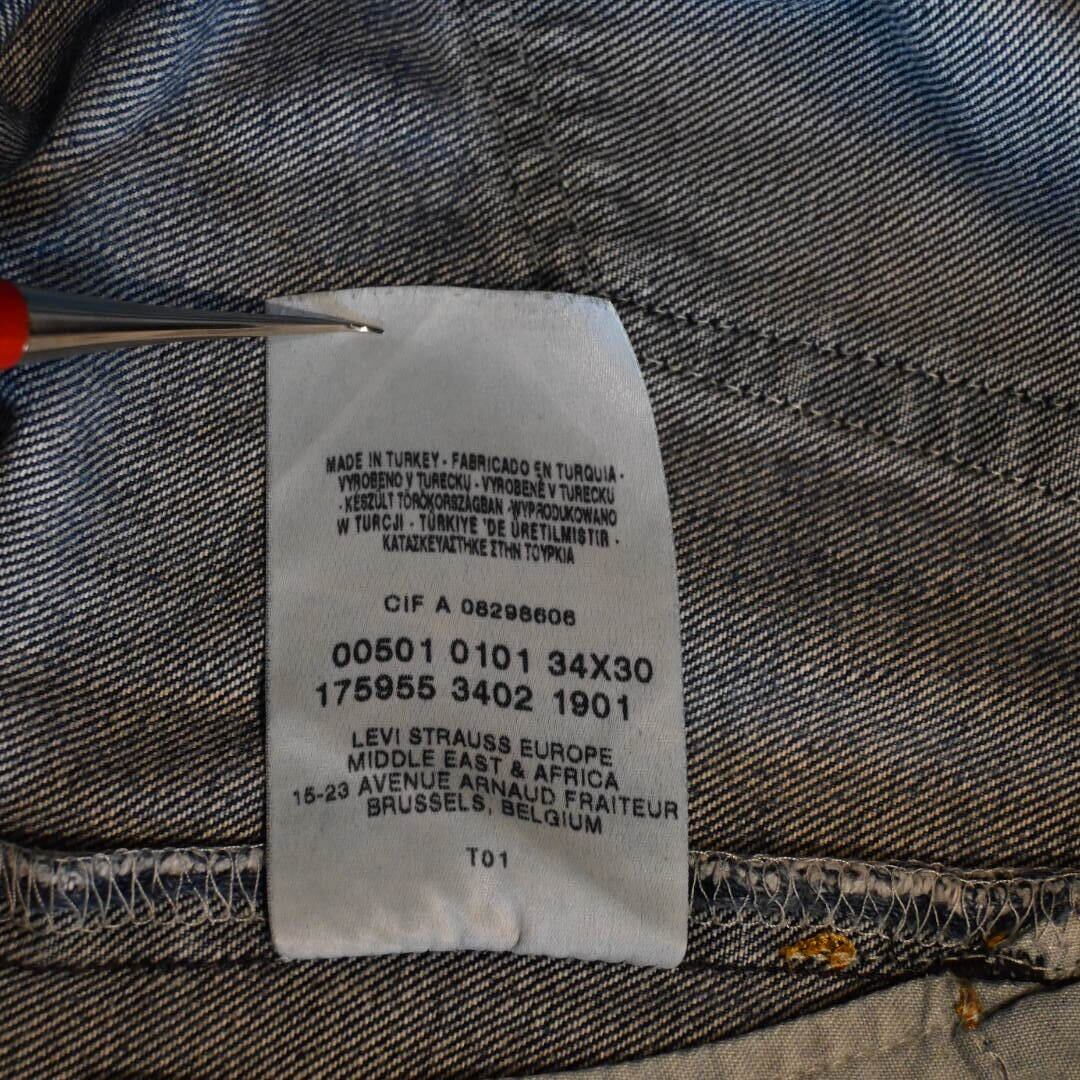 MADE IN TURKEY - FABRICADO EN TURQUIA -
VYROBENO V TURECKU - VYROBENÉ V TURECKU
- KÉSZÜLT TÖRÖKORSZÁGBAN - WYPRODUKOWANO
W TURCJI - TÜRKIYE 'DE ÜRETILMISTIR -
ΚΑΤΑΣΚΕΥΑΣΤΗΚΕ ΣΤΗΝ ΤΟΥΡΚΙΑ
CIF A 08298606
00501 0101 34X30
175955 3402 1901
LEVI STRAUSS EUROPE
MIDDLE EAST & AFRICA
15-23 AVENUE ARNAUD FRAITEUR
BRUSSELS, BELGIUM
T01